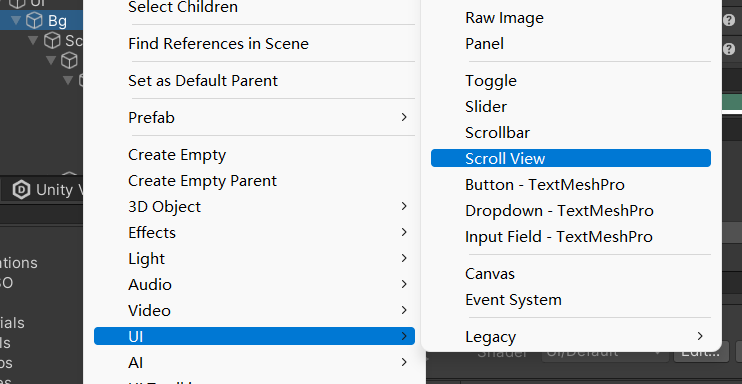 UI
Bg
Sc
Unity V
ations
SO
ials
ls
os
es
Select Children
Find References in Scene
Set as Default Parent
Prefab
Create Empty
Create Empty Parent
3D Object
Effects
Light
Audio
Video
UI
AI
Raw Image
Panel
Toggle
Slider
Scrollbar
Scroll View
Button - TextMeshPro
Dropdown - TextMeshPro
Input Field - TextMeshPro
Canvas
Event System
Legacy
Shader
UI/Default
Edit...